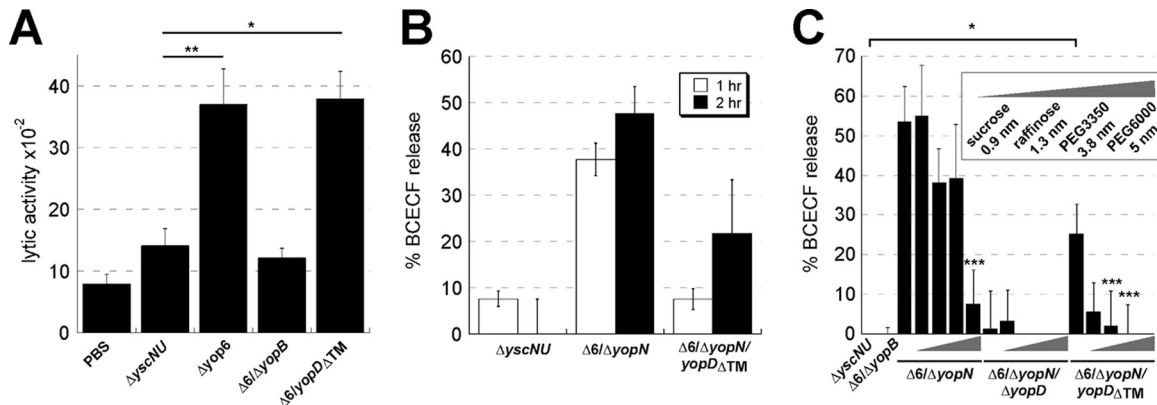 A
lytic activity x10-2
40
30
20
10
0
*
**
PBS
ΔyscNU
Δyop6
Δ6/ΔyopB
Δ6/yopDΔTM
B
% BCECF release
60
50
40
30
20
10
0
1 hr
2 hr
ΔyscNU
Δ6/ΔyopN
Δ6/ΔyopN/
yopDΔTM
C
% BCECF release
70
60
50
40
30
20
10
0
*
sucrose
0.9 nm
raffinose
1.3 nm
PEG3350
3.8 nm
PEG6000
5 nm
***
***
***
ΔyscNU
Δ6/ΔyopB
Δ6/ΔyopN
Δ6/ΔyopN/
ΔyopD
Δ6/ΔyopN/
yopDΔTM